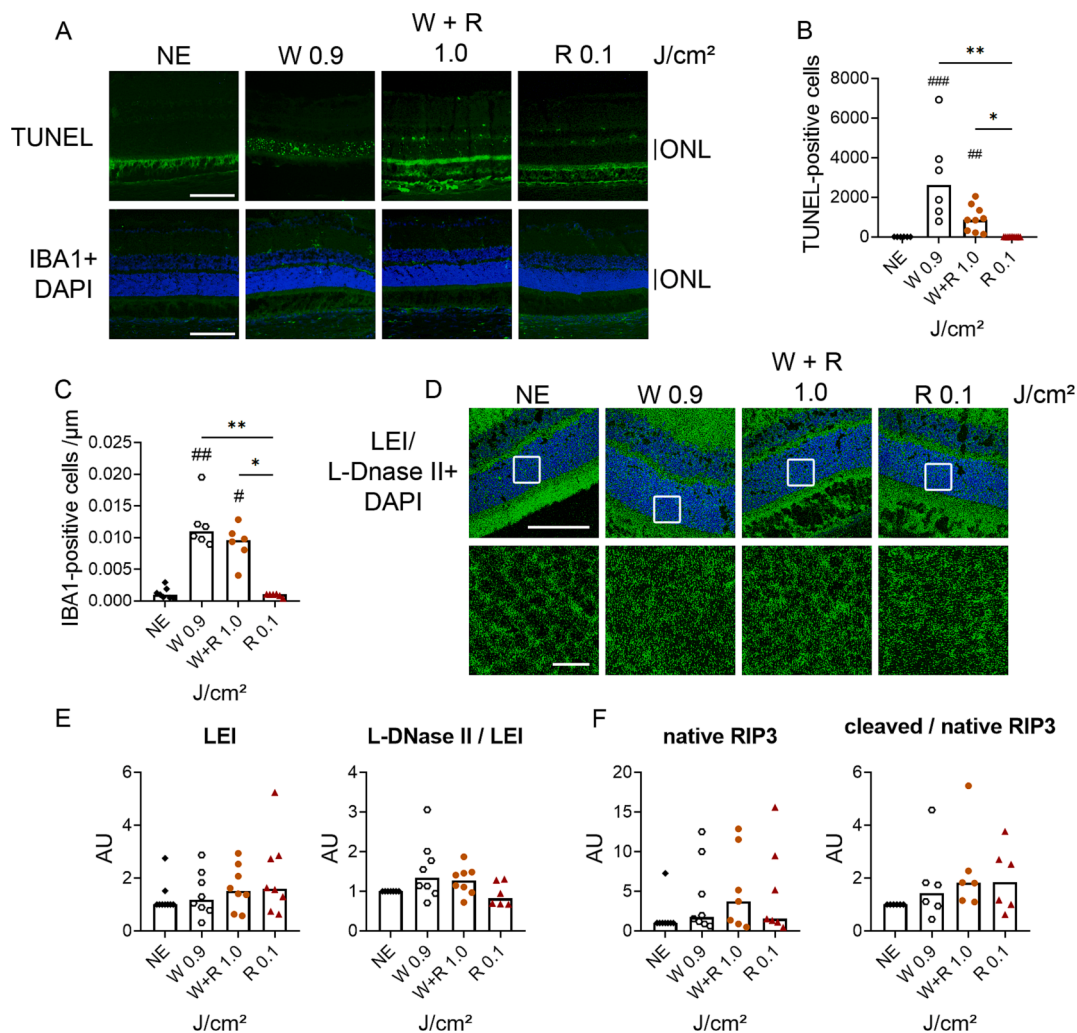 A
NE
W 0.9
W + R
1.0
R 0.1
J/cm²
TUNEL
ONL
IBA1+
DAPI
ONL
B
TUNEL-positive cells
8000
6000
4000
2000
0
###
##
**
*
NE
W 0.9
W+R 1.0
R 0.1
J/cm²
C
IBA1-positive cells /µm
0.025
0.020
0.015
0.010
0.005
0.000
##
#
**
*
NE
W 0.9
W+R 1.0
R 0.1
J/cm²
D
NE
W 0.9
W + R
1.0
R 0.1
J/cm²
LEI/
L-Dnase II+
DAPI
E
LEI
AU
6
4
2
0
NE
W 0.9
W+R 1.0
R 0.1
J/cm²
L-DNase II / LEI
AU
4
3
2
1
0
NE
W 0.9
W+R 1.0
R 0.1
J/cm²
F
native RIP3
AU
20
15
10
5
0
NE
W 0.9
W+R 1.0
R 0.1
J/cm²
cleaved / native RIP3
AU
8
6
4
2
0
NE
W 0.9
W+R 1.0
R 0.1
J/cm²